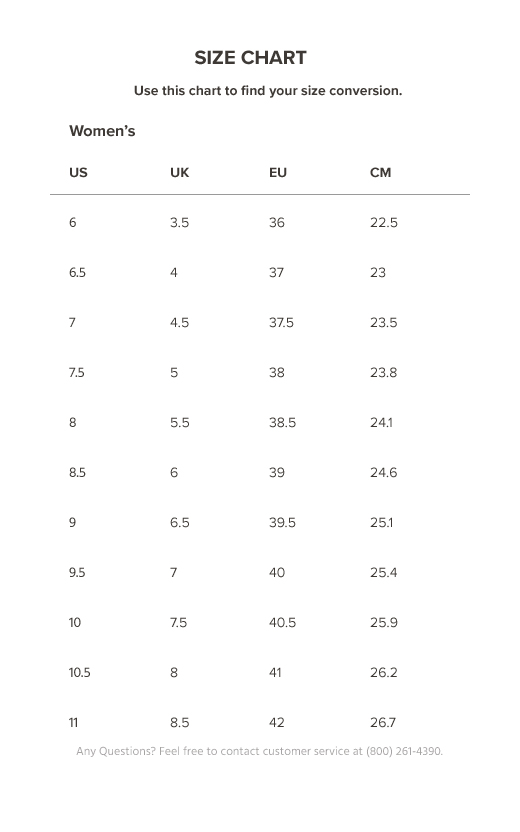 SIZE CHART
Use this chart to find your size conversion.
Women’s
US UK EU CM
6 3.5 36 22.5
6.5 4 37 23
7 4.5 37.5 23.5
7.5 5 38 23.8
8 5.5 38.5 24.1
8.5 6 39 24.6
9 6.5 39.5 25.1
9.5 7 40 25.4
10 7.5 40.5 25.9
10.5 8 41 26.2
11 8.5 42 26.7
Any Questions? Feel free to contact customer service at (800) 261-4390.